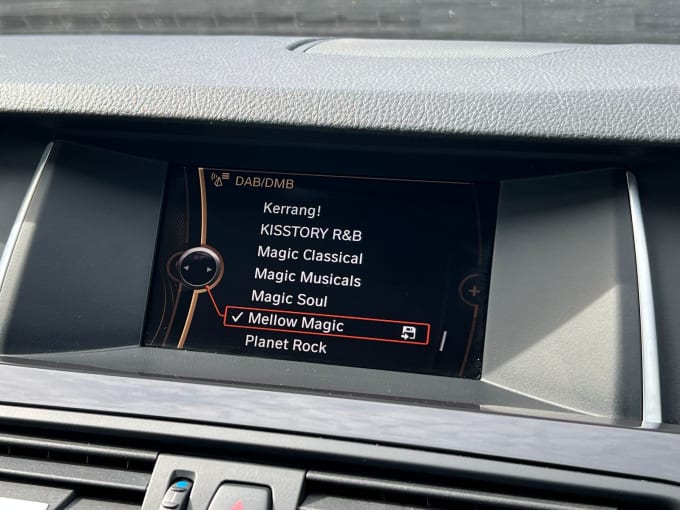 DAB/DMB
Kerrang!
KISSTORY R&B
Magic Classical
Magic Musicals
Magic Soul
Mellow Magic
Planet Rock